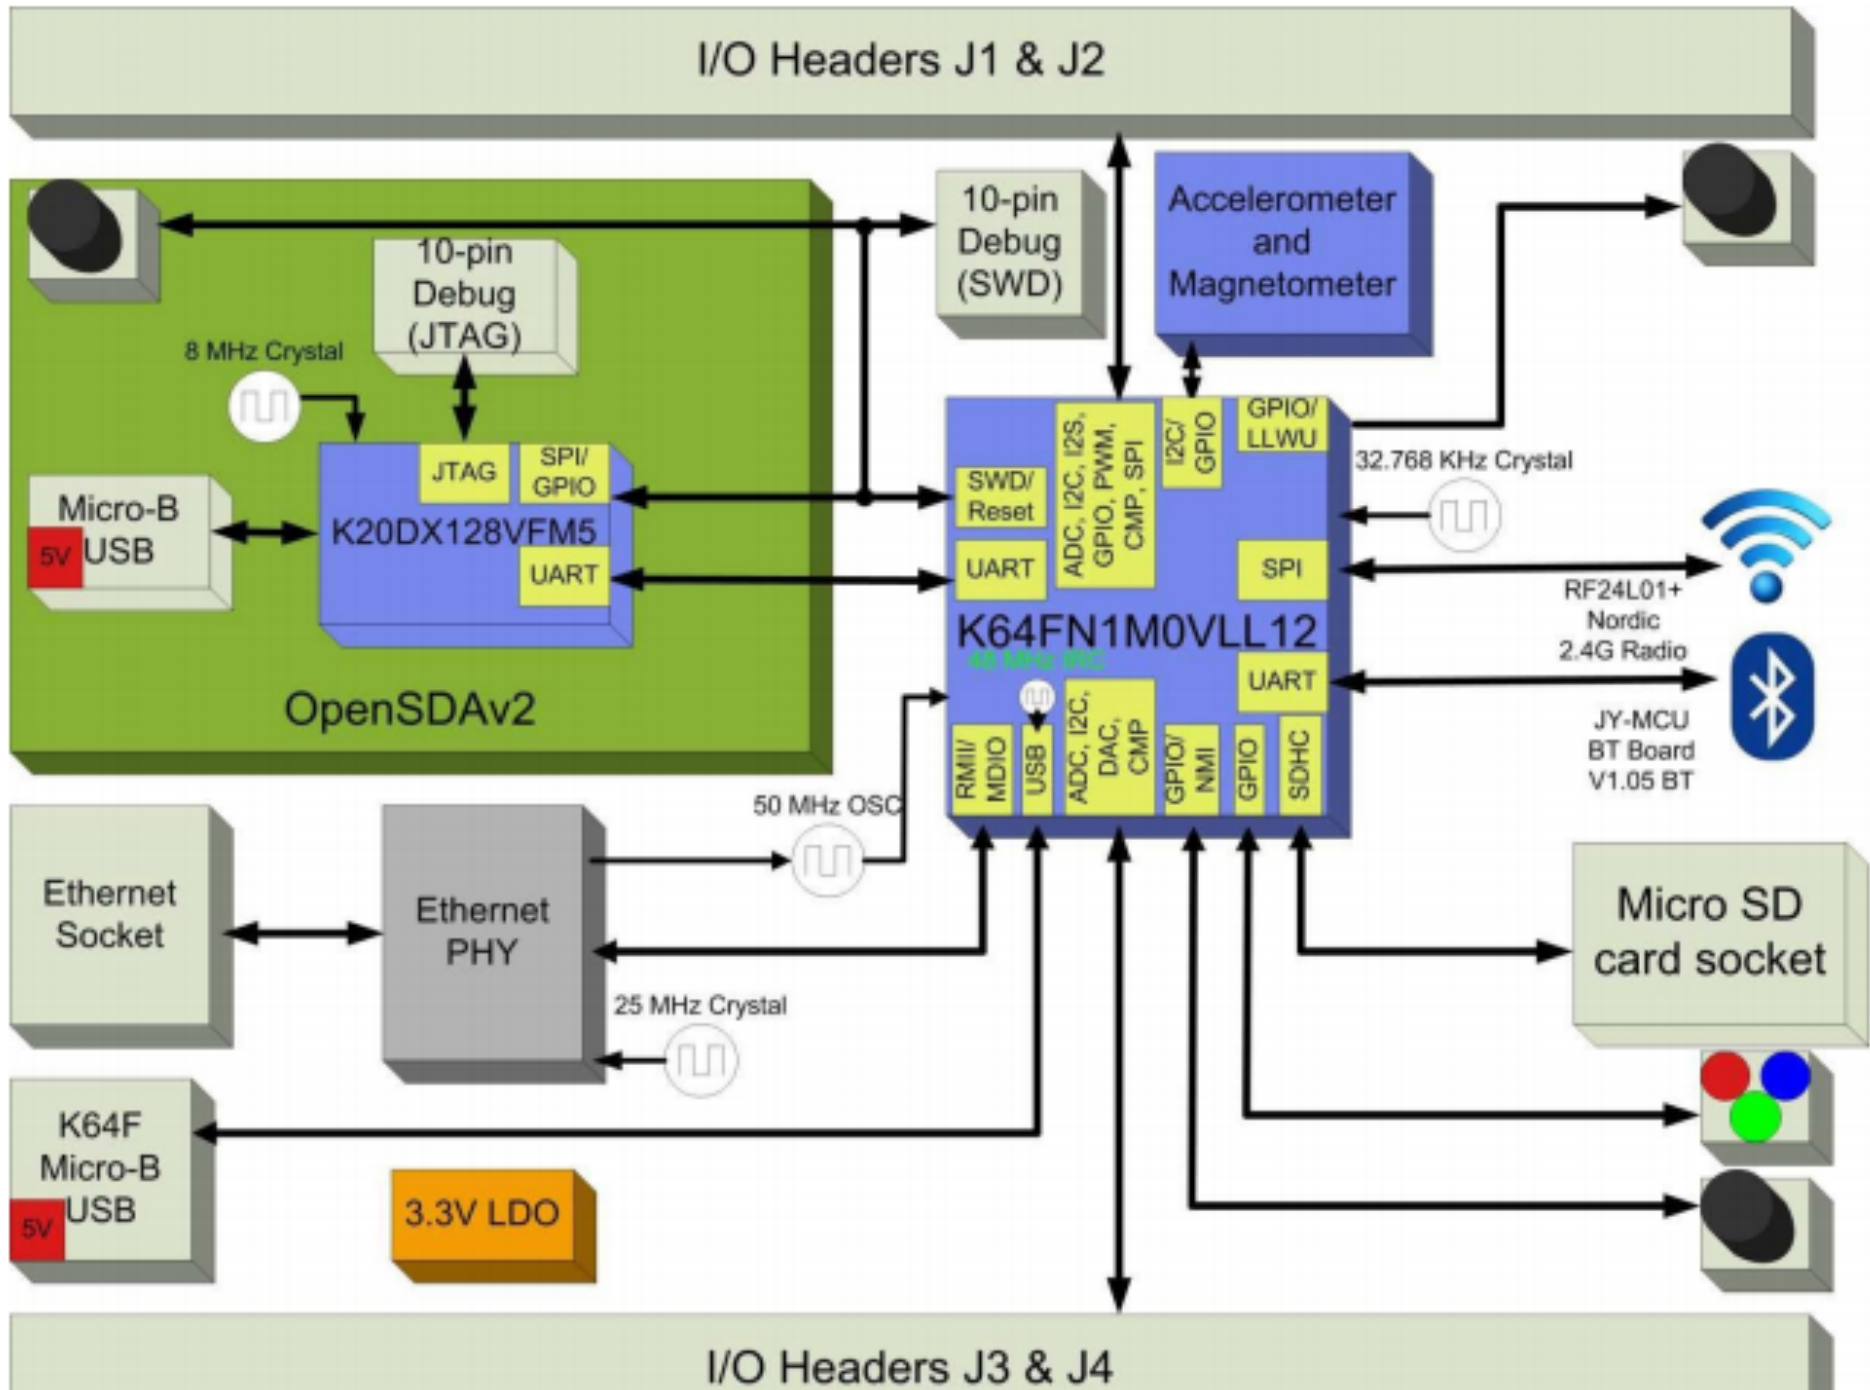 I/O Headers J1 & J2
10-pin
Debug
(SWD)
Accelerometer
and
Magnetometer
10-pin
Debug
(JTAG)
8 MHz Crystal
JTAG
SPI/
GPIO
K20DX128VFM5
UART
Micro-B
USB
5V
OpenSDAv2
SWD/
Reset
UART
ADC, I2C, I2S,
GPIO, PWM,
CMP, SPI
I2C/
GPIO
GPIO/
LLWU
32.768 KHz Crystal
SPI
K64FN1M0VLL12
48 MHz IRC
UART
RMII/
MDIO
USB
ADC, I2C,
DAC,
CMP
GPIO/
NMI
GPIO
SDHC
RF24L01+
Nordic
2.4G Radio
JY-MCU
BT Board
V1.05 BT
50 MHz OSC
Ethernet
Socket
Ethernet
PHY
25 MHz Crystal
Micro SD
card socket
K64F
Micro-B
USB
5V
3.3V LDO
I/O Headers J3 & J4